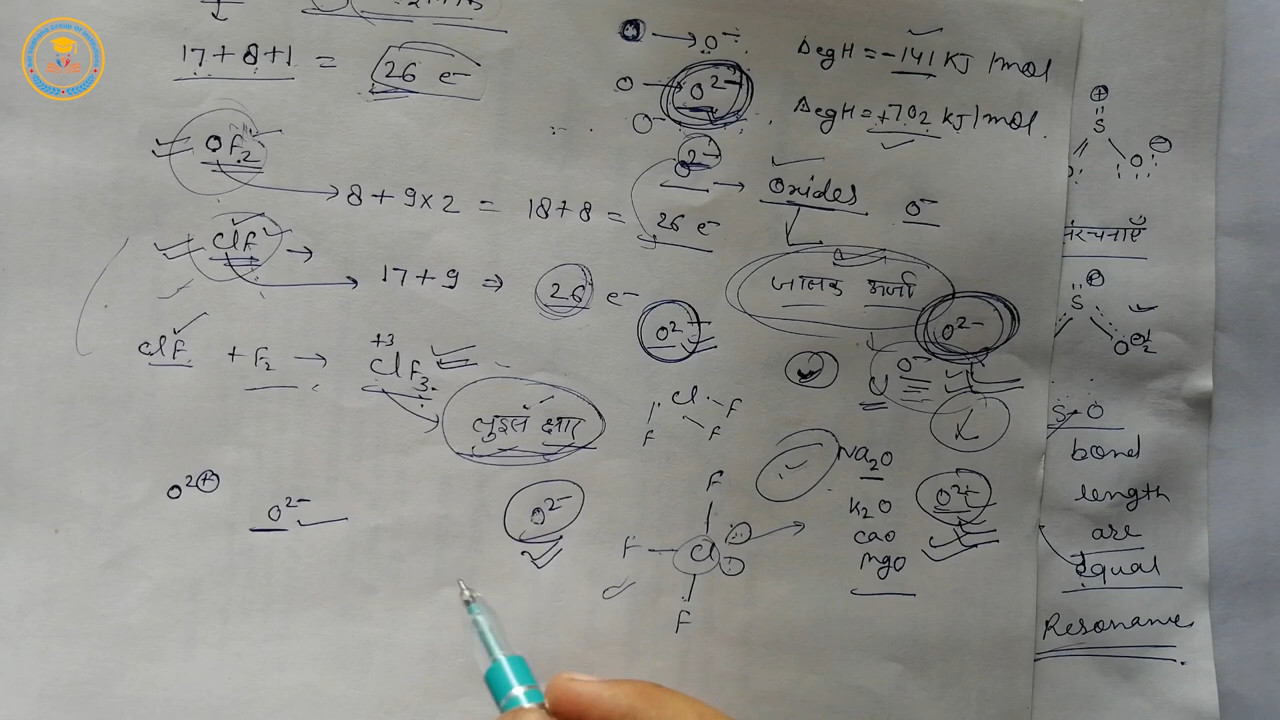 17+8+1 = 26 e-
OF2
8+9×2 = 18+8 = 26 e-
ClF →
17+9 ⇒ 26 e-
ClF + F2 → +3 ClF3
लुइस क्षार
O2+
O2-
O2-
→ O- ΔegH = -141 KJ/mol
O → O2- ΔegH = +702 KJ/mol.
O-
O2- → Oxides O-
जालक ऊर्जा
O2-
O2-
O-
Cl F
F F
Na2O
K2O
CaO
MgO
O2-
F
F Cl
F
S
O
संरचनाएँ
S
O
S-O
bond
length
are
equal
Resonance